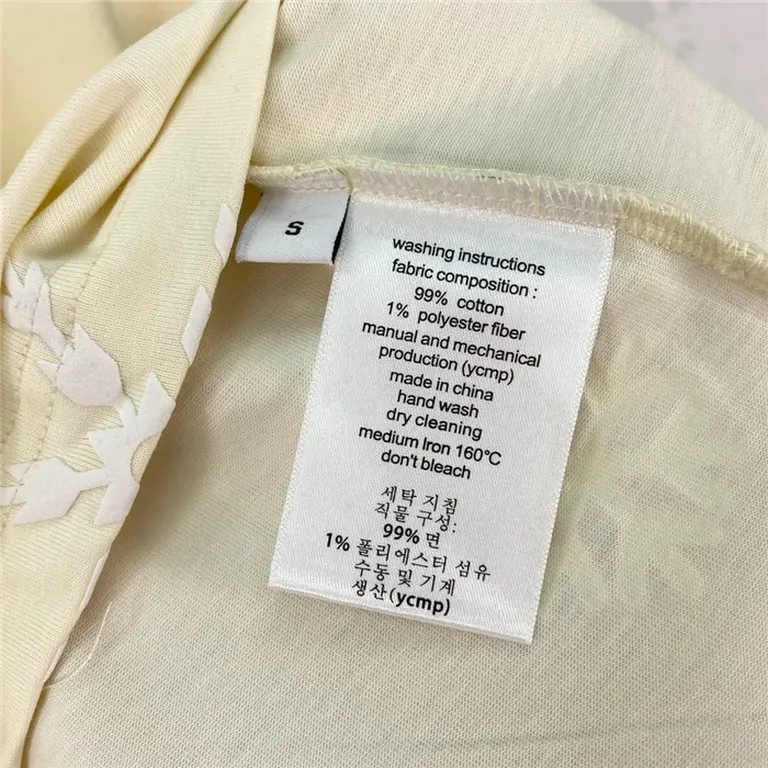 S
washing instructions
fabric composition :
99% cotton
1% polyester fiber
manual and mechanical
production (ycmp)
made in china
hand wash
dry cleaning
medium Iron 160℃
don't bleach
세탁 지침
직물 구성:
99% 면
1% 폴리에스터 섬유
수동 및 기계
생산(ycmp)